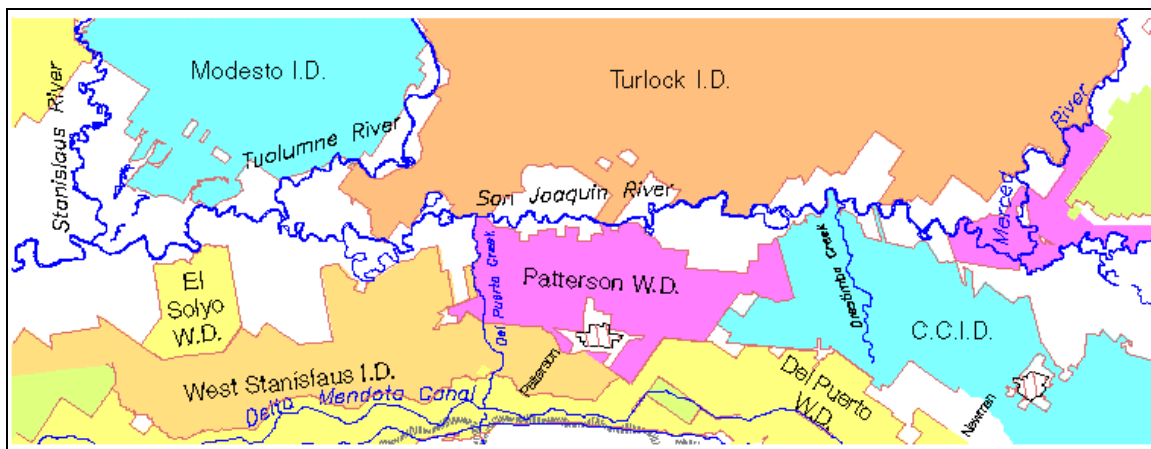 Modesto I.D.
Turlock I.D.
Stanislaus River
Tuolumne River
San Joaquin River
Merced River
El
Solyo
W.D.
Del Puerto Creek
Patterson W.D.
Orestimba Creek
C.C.I.D.
West Stanislaus I.D.
Patterson
Del Puerto
W.D.
Delta Mendota Canal
Newman